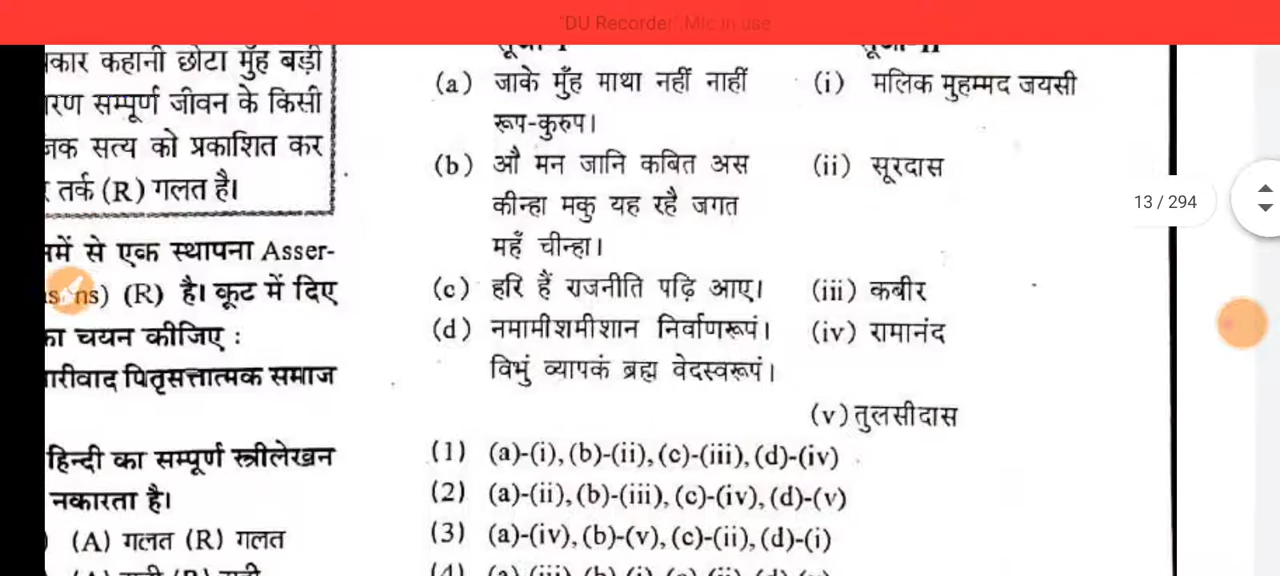 "DU Recorder" Mic in use
कार कहानी छोटा मुँह बड़ी
रण सम्पूर्ण जीवन के किसी
जक सत्य को प्रकाशित कर
तर्क (R) गलत है।
में से एक स्थापना Asser-
ns) (R) है। कूट में दिए
का चयन कीजिए :
ारीवाद पितृसत्तात्मक समाज
हिन्दी का सम्पूर्ण स्त्रीलेखन
नकारता है।
(A) गलत (R) गलत
(a) जाके मुँह माथा नहीं नाहीं
रूप-कुरुप।
(b) औ मन जानि कबित अस
कीन्हा मकु यह रहै जगत
महँ चीन्हा।
(c) हरि हैं राजनीति पढ़ि आए।
(d) नमामीशमीशान निर्वाणरूपं।
विभुं व्यापकं ब्रह्म वेदस्वरूपं।
(i) मलिक मुहम्मद जयसी
(ii) सूरदास
(iii) कबीर
(iv) रामानंद
(v) तुलसीदास
(1) (a)-(i), (b)-(ii), (c)-(iii), (d)-(iv)
(2) (a)-(ii), (b)-(iii), (c)-(iv), (d)-(v)
(3) (a)-(iv), (b)-(v), (c)-(ii), (d)-(i)
13 / 294